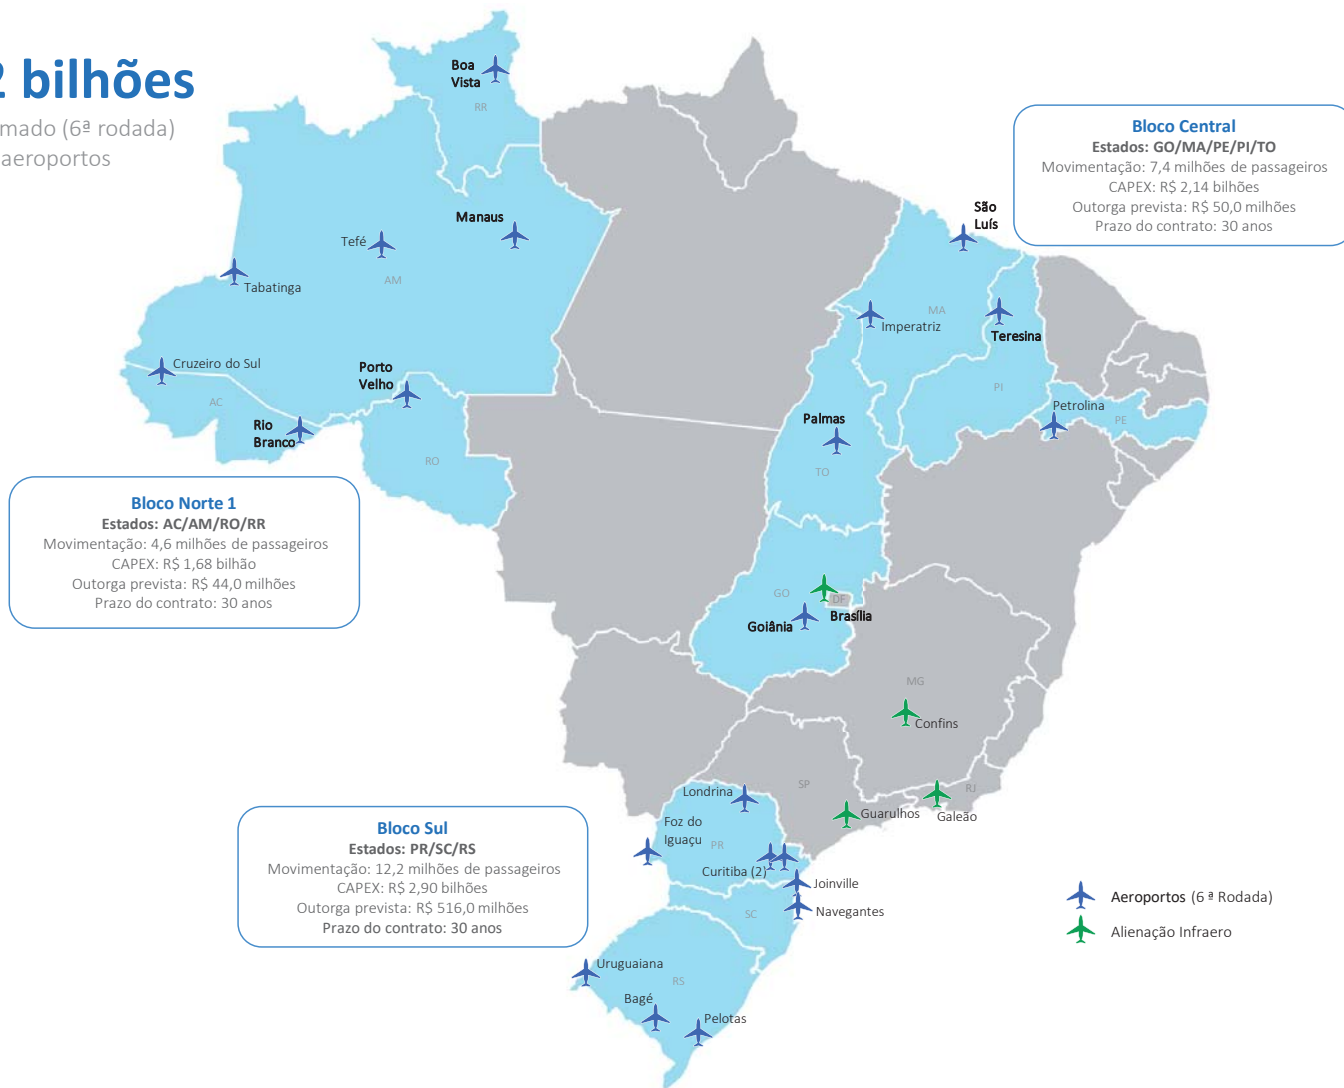 2 bilhões
mado (6ª rodada)
aeroportos
Boa
Vista
RR
Bloco Central
Estados: GO/MA/PE/PI/TO
Movimentação: 7,4 milhões de passageiros
CAPEX: R$ 2,14 bilhões
Outorga prevista: R$ 50,0 milhões
Prazo do contrato: 30 anos
São
Luís
Manaus
Tefé
AM
Tabatinga
MA
Imperatriz
Teresina
Cruzeiro do Sul
Porto
Velho
AC
PI
Petrolina
PE
Rio
Branco
Palmas
RO
TO
Bloco Norte 1
Estados: AC/AM/RO/RR
Movimentação: 4,6 milhões de passageiros
CAPEX: R$ 1,68 bilhão
Outorga prevista: R$ 44,0 milhões
Prazo do contrato: 30 anos
GO
DF
Brasília
Goiânia
MG
Confins
SP
RJ
Guarulhos
Galeão
Londrina
Foz do
Iguaçu
PR
Curitiba (2)
Bloco Sul
Estados: PR/SC/RS
Movimentação: 12,2 milhões de passageiros
CAPEX: R$ 2,90 bilhões
Outorga prevista: R$ 516,0 milhões
Prazo do contrato: 30 anos
Joinville
Navegantes
SC
Uruguaiana
RS
Bagé
Pelotas
Aeroportos (6 ª Rodada)
Alienação Infraero